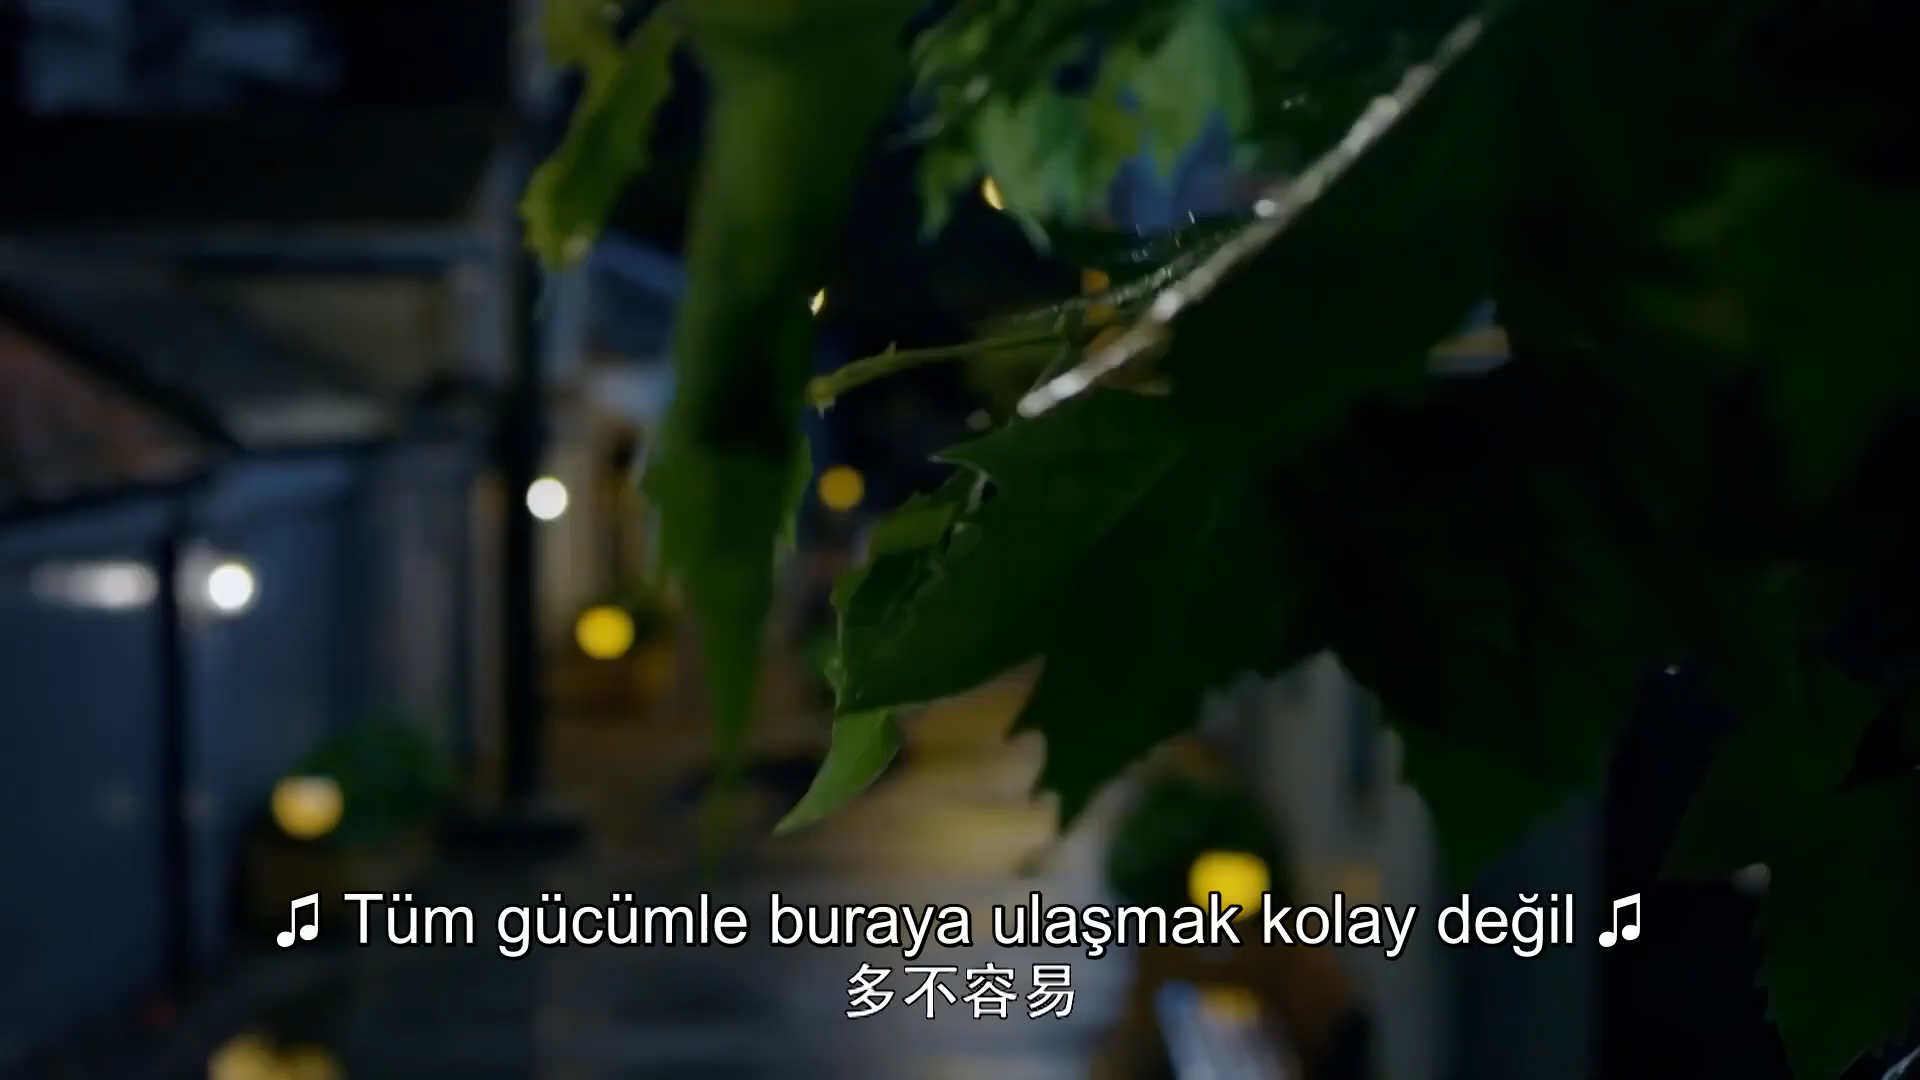 ♫ Tüm gücümle buraya ulaşmak kolay değil ♫
多不容易